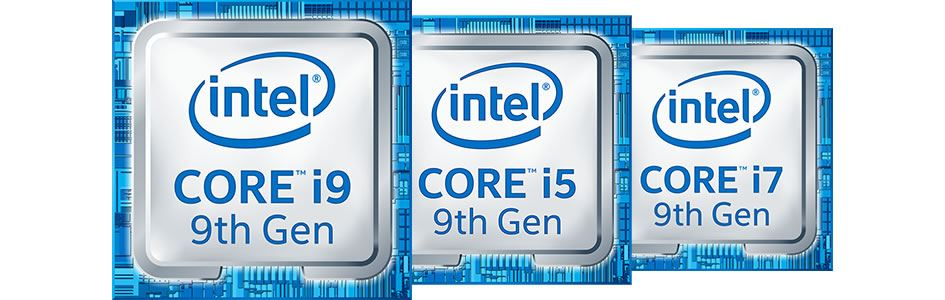 intel®
CORE™ i9
9th Gen
intel®
CORE™ i5
9th Gen
intel®
CORE™ i7
9th Gen